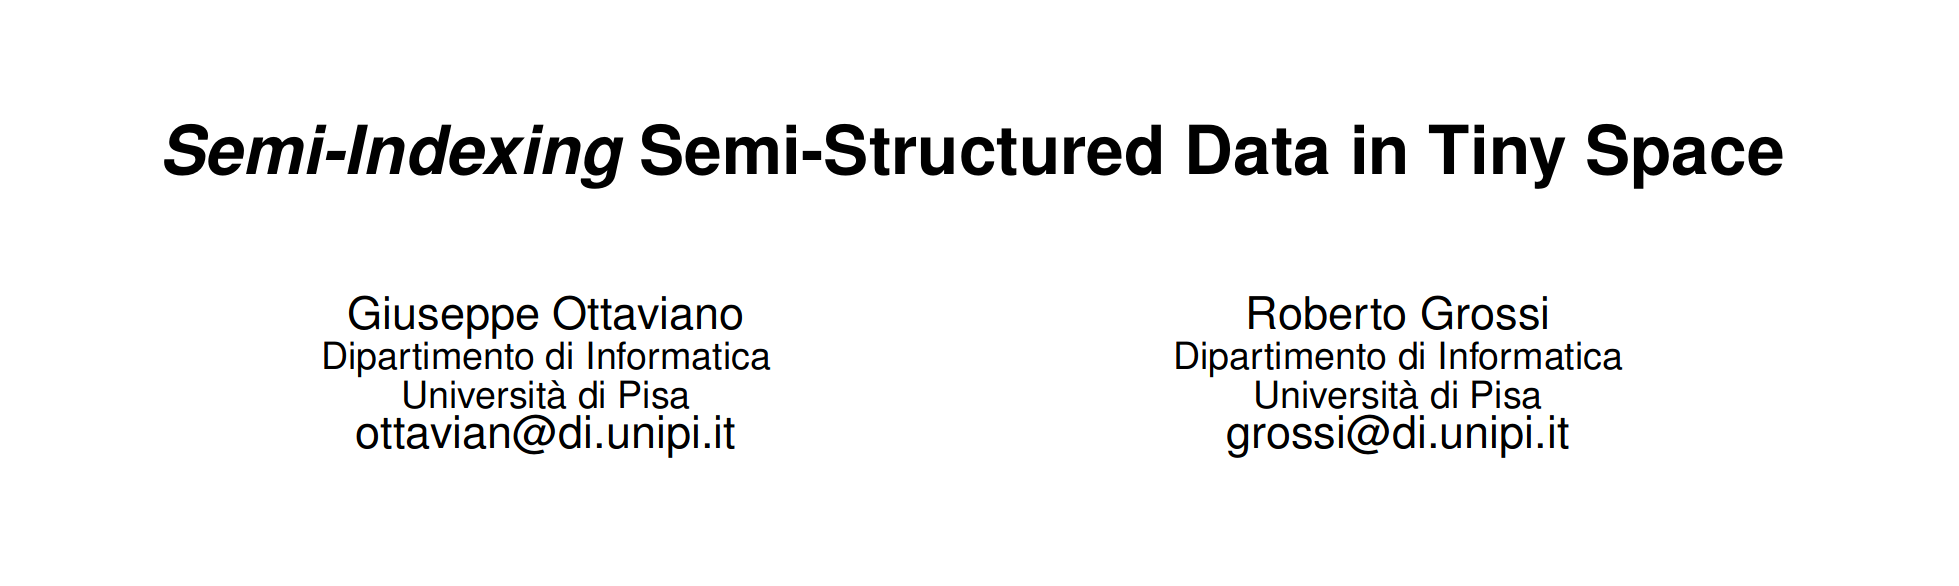 Semi-Indexing Semi-Structured Data in Tiny Space
Giuseppe Ottaviano
Dipartimento di Informatica
Università di Pisa
ottavian@di.unipi.it
Roberto Grossi
Dipartimento di Informatica
Università di Pisa
grossi@di.unipi.it